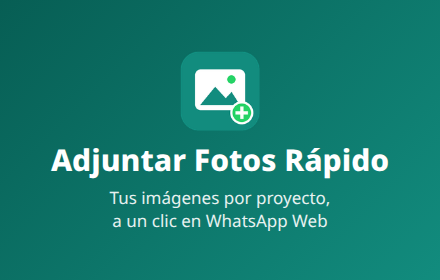 Adjuntar Fotos Rápido
Tus imágenes por proyecto,
a un clic en WhatsApp Web